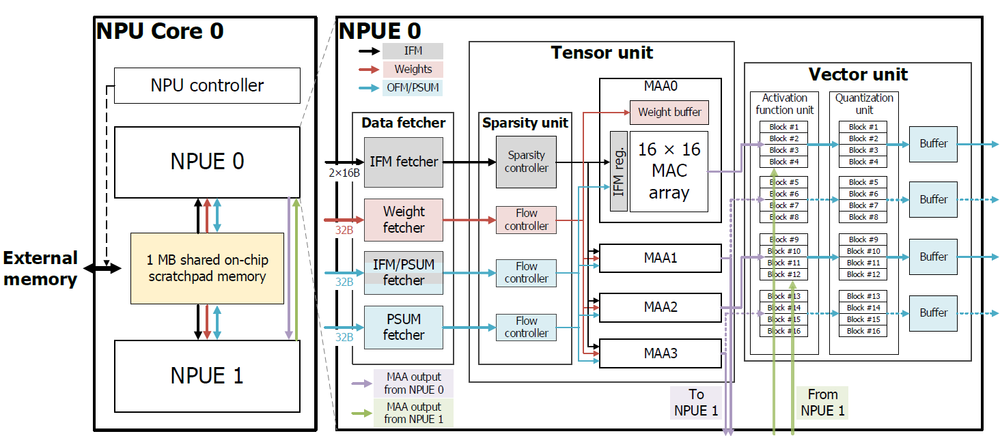 NPU Core 0
NPU controller
NPUE 0
1 MB shared on-chip
scratchpad memory
NPUE 1
External
memory
NPUE 0
IFM
Weights
OFM/PSUM
Data fetcher
IFM fetcher
Weight
fetcher
IFM/PSUM
fetcher
PSUM
fetcher
2×16B
32B
32B
32B
MAA output
from NPUE 0
MAA output
from NPUE 1
Tensor unit
Sparsity unit
Sparsity
controller
Flow
controller
Flow
controller
Flow
controller
MAA0
Weight buffer
IFM reg.
16 × 16
MAC
array
MAA1
MAA2
MAA3
To
NPUE 1
From
NPUE 1
Vector unit
Activation
function unit
Block #1
Block #2
Block #3
Block #4
Block #5
Block #6
Block #7
Block #8
Block #9
Block #10
Block #11
Block #12
Block #13
Block #14
Block #15
Block #16
Quantization
unit
Block #1
Block #2
Block #3
Block #4
Block #5
Block #6
Block #7
Block #8
Block #9
Block #10
Block #11
Block #12
Block #13
Block #14
Block #15
Block #16
Buffer
Buffer
Buffer
Buffer